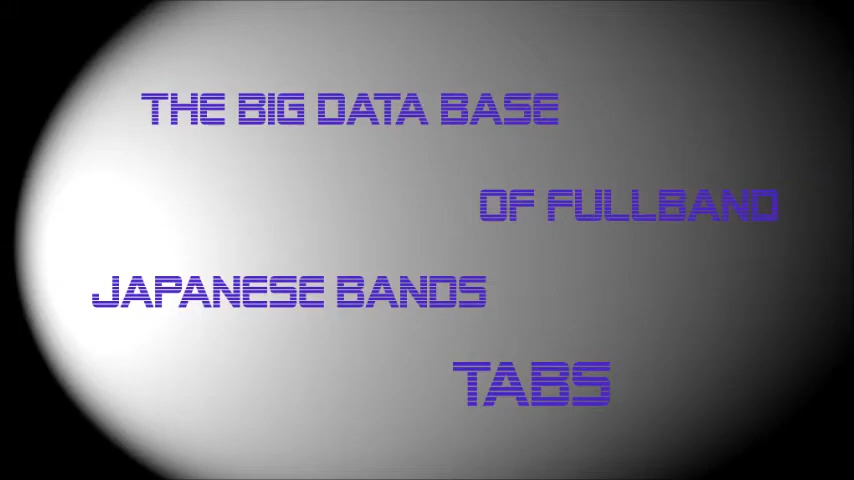 THE BIG DATA BASE
OF FULLBAND
JAPANESE BANDS
TABS